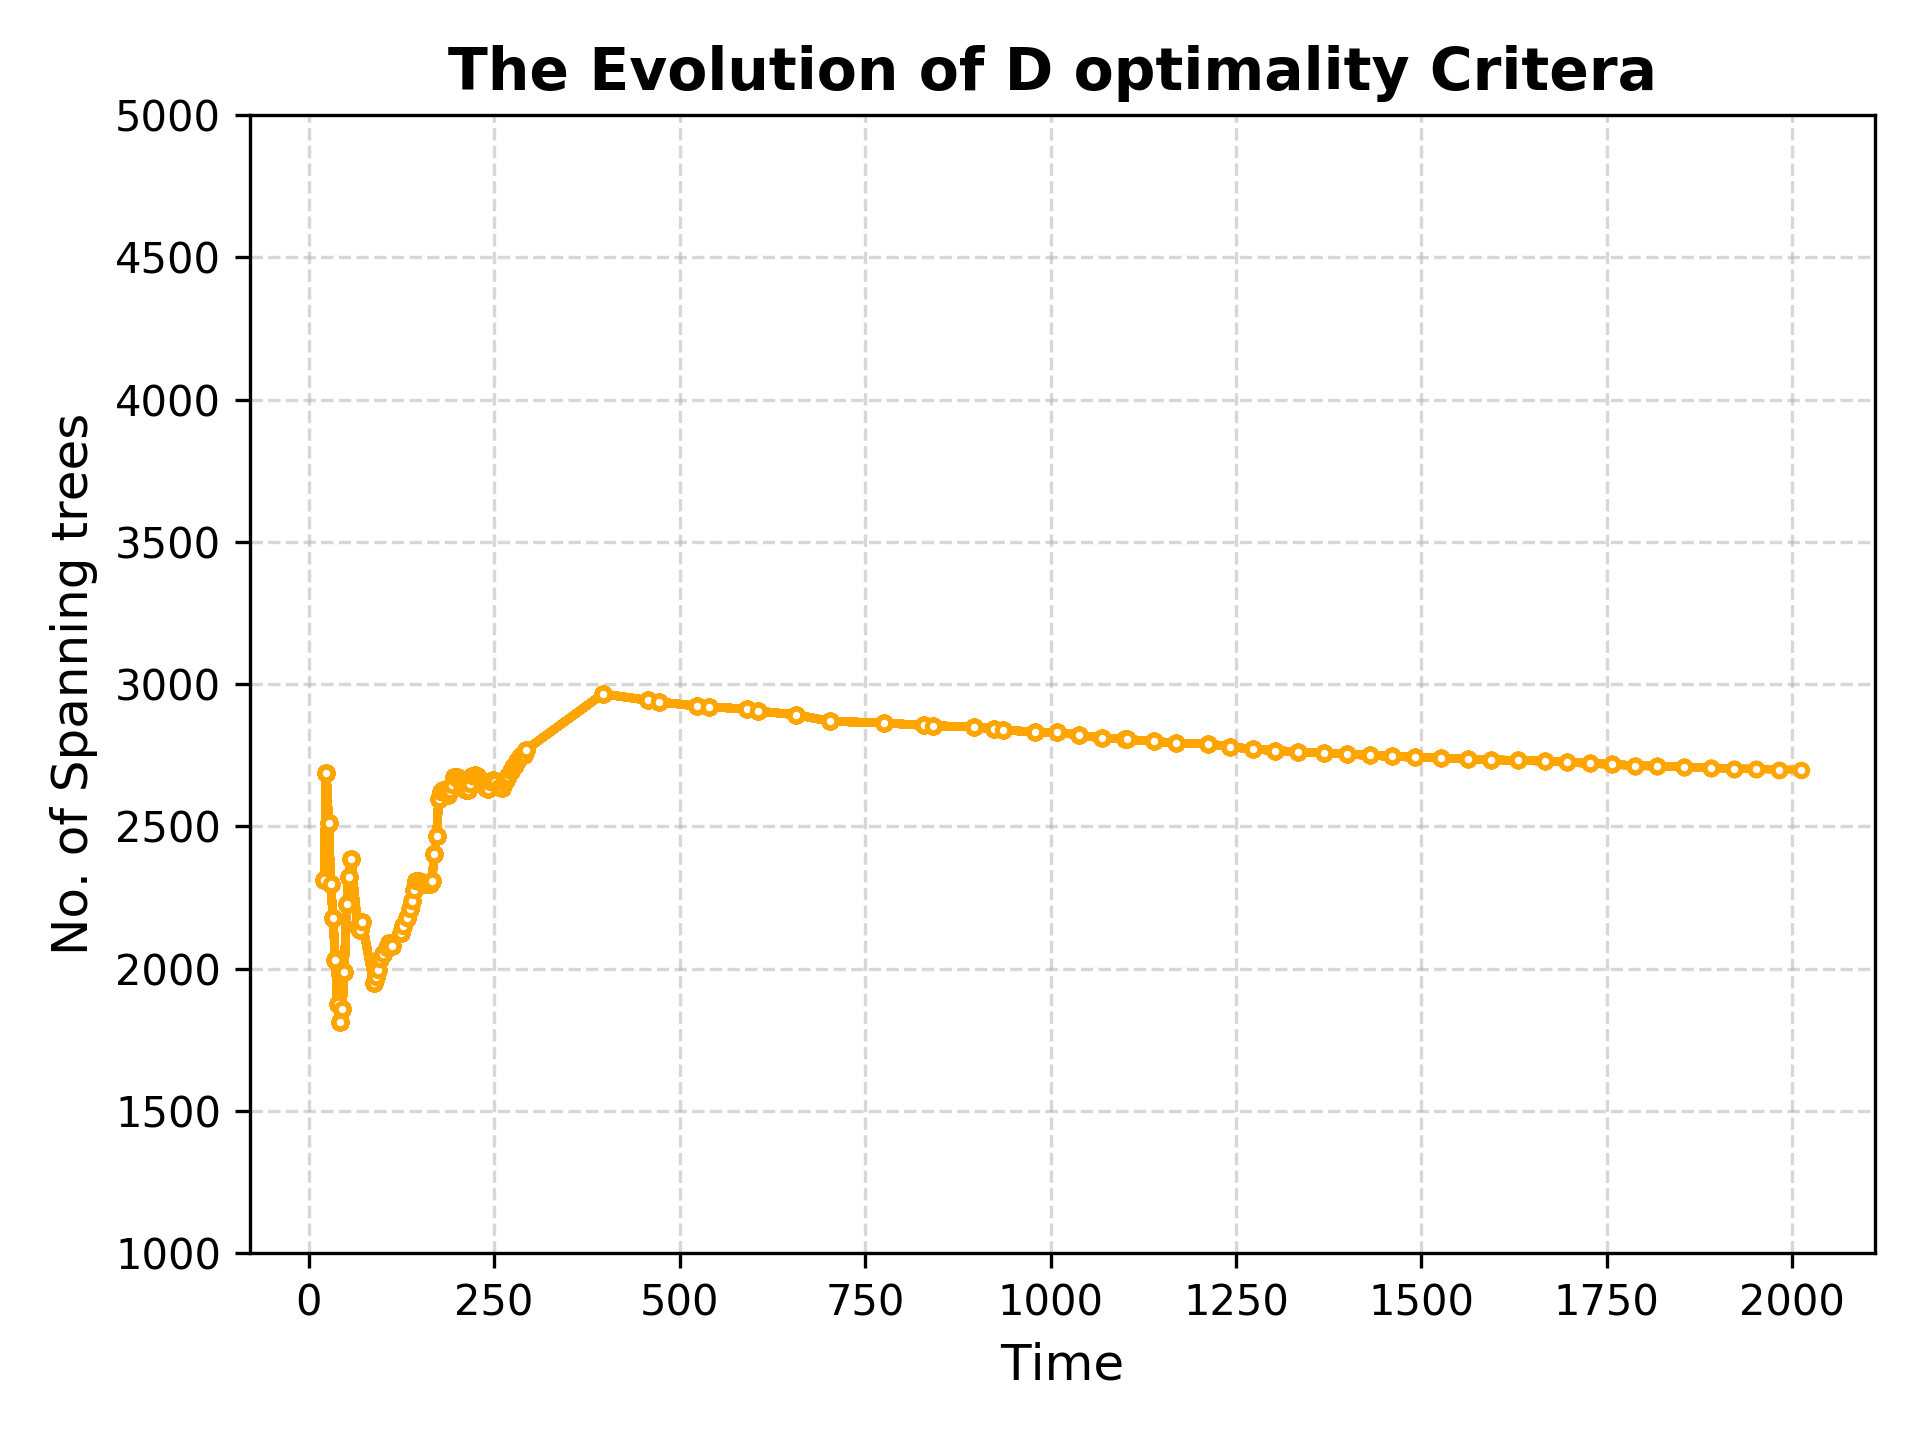 The Evolution of D optimality Critera
5000
4500
4000
3500
3000
2500
2000
1500
1000
No. of Spanning trees
0 250 500 750 1000 1250 1500 1750 2000
Time